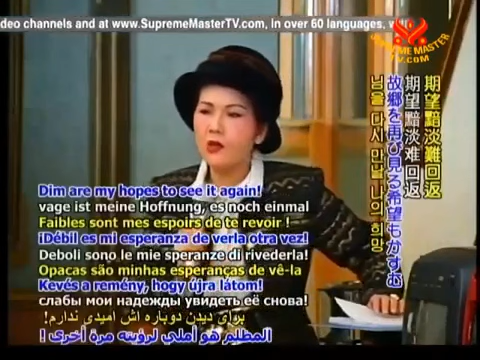 deo channels and at www.SupremeMasterTV.com, in over 60 languages, with
SUPREME MASTER
TV.COM
期望黯淡難回返
期望黯淡难回返
故郷を再び見る希望もかすむ
님을 다시 만날 나의 희망
Dim are my hopes to see it again!
vage ist meine Hoffnung, es noch einmal
Faibles sont mes espoirs de te revoir !
¡Débil es mi esperanza de verla otra vez!
Deboli sono le mie speranze di rivederla!
Opacas são minhas esperanças de vê-la
Kevés a remény, hogy újra látom!
слабы мои надежды увидеть её снова!
برای دیدن دوباره اش امیدی ندارم!
المظلم هو أملي لرؤيته مرة أخرى !